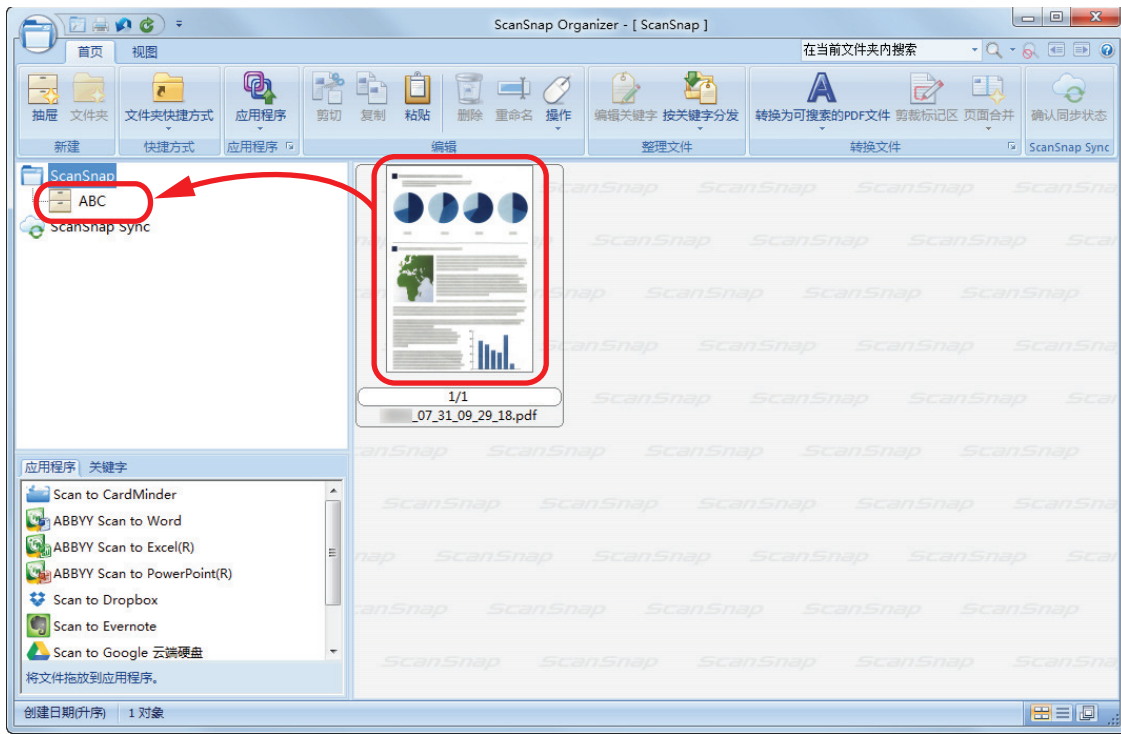 ScanSnap Organizer - [ ScanSnap ]
首页 视图 在当前文件夹内搜索
抽屉 文件夹 文件夹快捷方式 应用程序 剪切 复制 粘贴 删除 重命名 操作 编辑关键字 按关键字分发 转换为可搜索的PDF文件 剪裁标记区 页面合并 确认同步状态
新建 快捷方式 应用程序 编辑 整理文件 转换文件 ScanSnap Sync
ScanSnap
ABC
ScanSnap Sync
1/1
_07_31_09_29_18.pdf
应用程序 关键字
Scan to CardMinder
ABBYY Scan to Word
ABBYY Scan to Excel(R)
ABBYY Scan to PowerPoint(R)
Scan to Dropbox
Scan to Evernote
Scan to Google 云端硬盘
将文件拖放到应用程序。
创建日期(升序) 1 对象